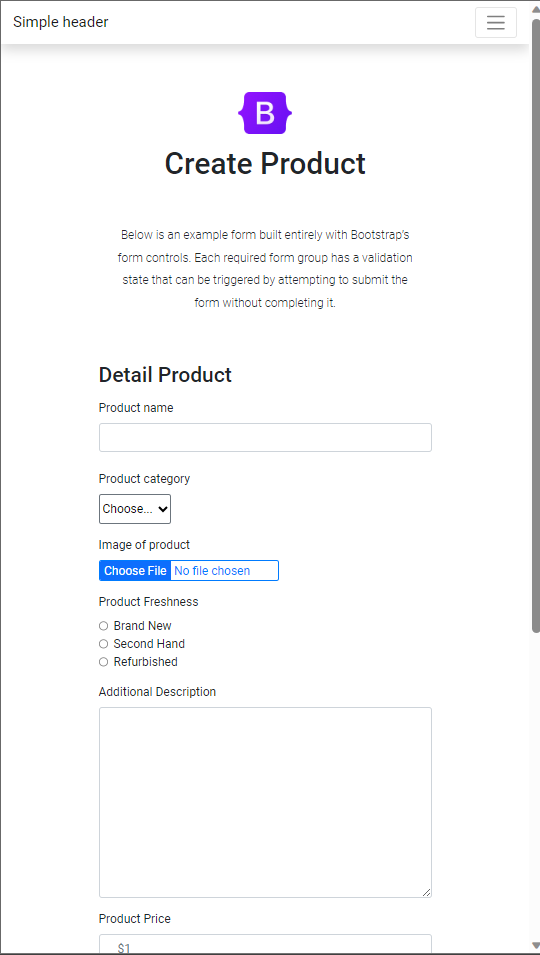 Simple header
B
Create Product
Below is an example form built entirely with Bootstrap's
form controls. Each required form group has a validation
state that can be triggered by attempting to submit the
form without completing it.
Detail Product
Product name
Product category
Choose...
Image of product
Choose File No file chosen
Product Freshness
Brand New
Second Hand
Refurbished
Additional Description
Product Price
$1